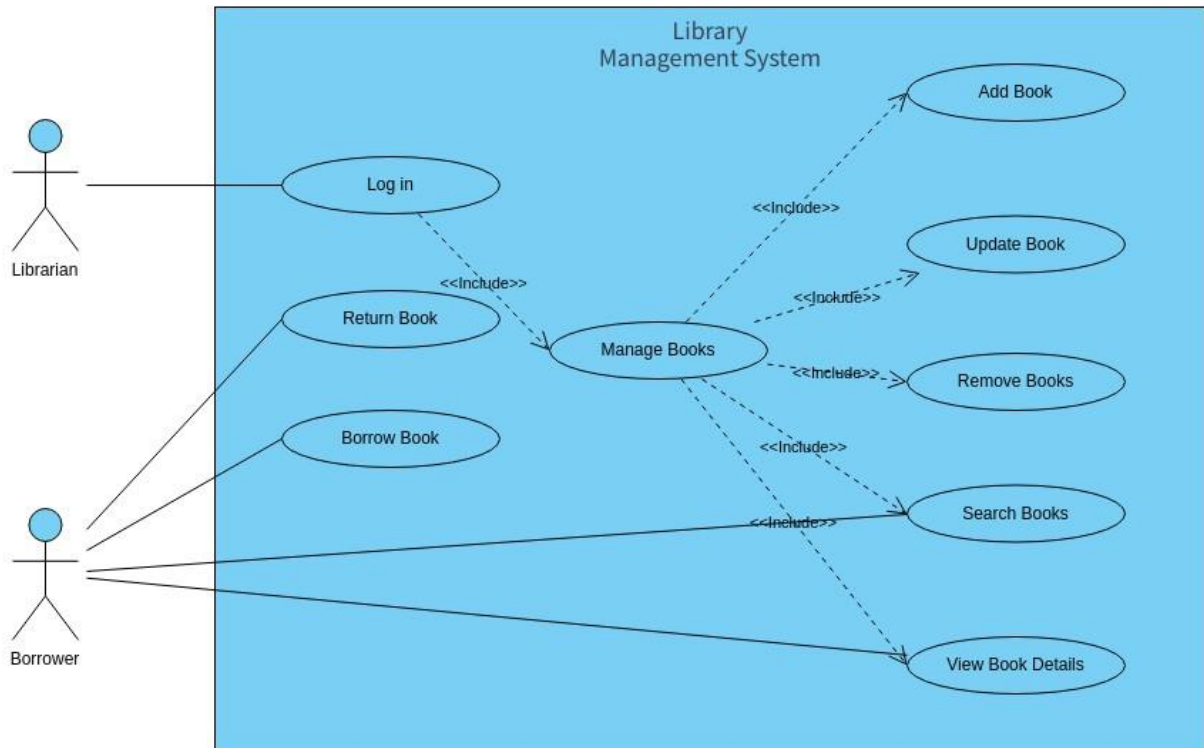 Library
Management System
Add Book
Log in
<<Include>>
Update Book
Librarian
<<Include>>
<<Include>>
Return Book
Manage Books
<<Include>>
Remove Books
Borrow Book
<<Include>>
Search Books
<<Include>>
Borrower
View Book Details